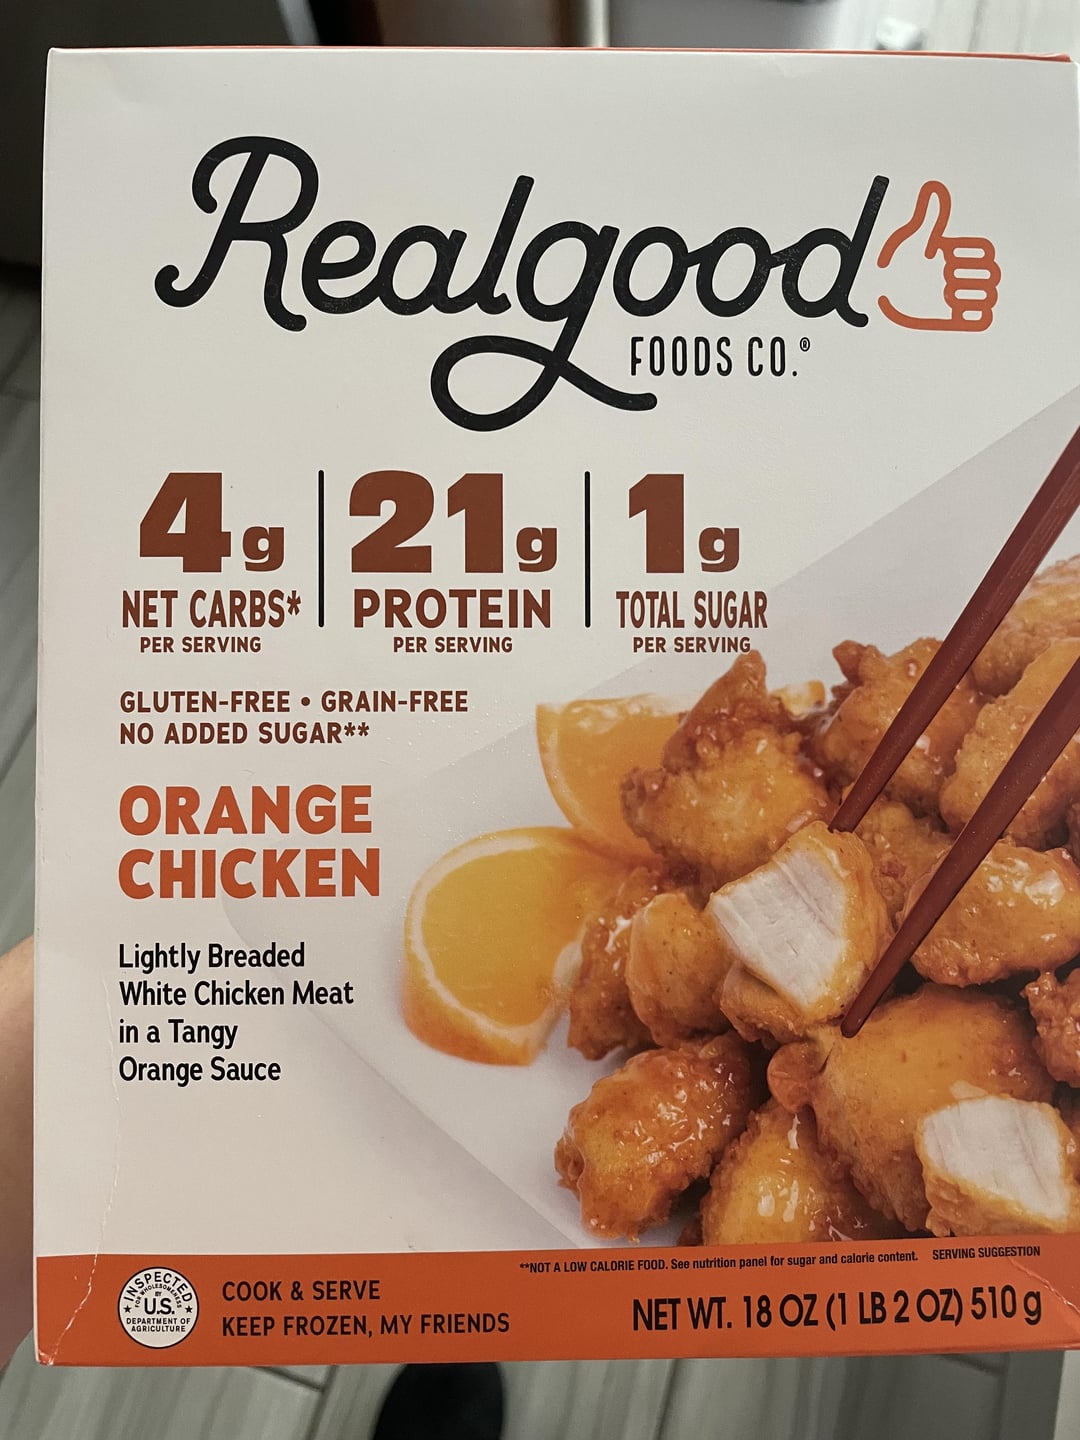 Realgood
FOODS CO.®
4g
NET CARBS*
PER SERVING
21g
PROTEIN
PER SERVING
1g
TOTAL SUGAR
PER SERVING
GLUTEN-FREE • GRAIN-FREE
NO ADDED SUGAR**
ORANGE
CHICKEN
Lightly Breaded
White Chicken Meat
in a Tangy
Orange Sauce
**NOT A LOW CALORIE FOOD. See nutrition panel for sugar and calorie content.
SERVING SUGGESTION
INSPECTED
FOR WHOLESOMENESS
BY
U.S.
DEPARTMENT OF
AGRICULTURE
COOK & SERVE
KEEP FROZEN, MY FRIENDS
NET WT. 18 OZ (1 LB 2 OZ) 510 g